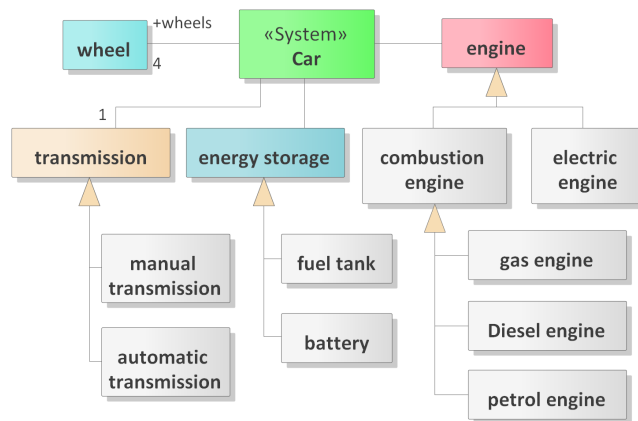 +wheels
«System»
Car
wheel
4
engine
1
transmission
energy storage
combustion
engine
electric
engine
manual
transmission
fuel tank
gas engine
automatic
transmission
battery
Diesel engine
petrol engine